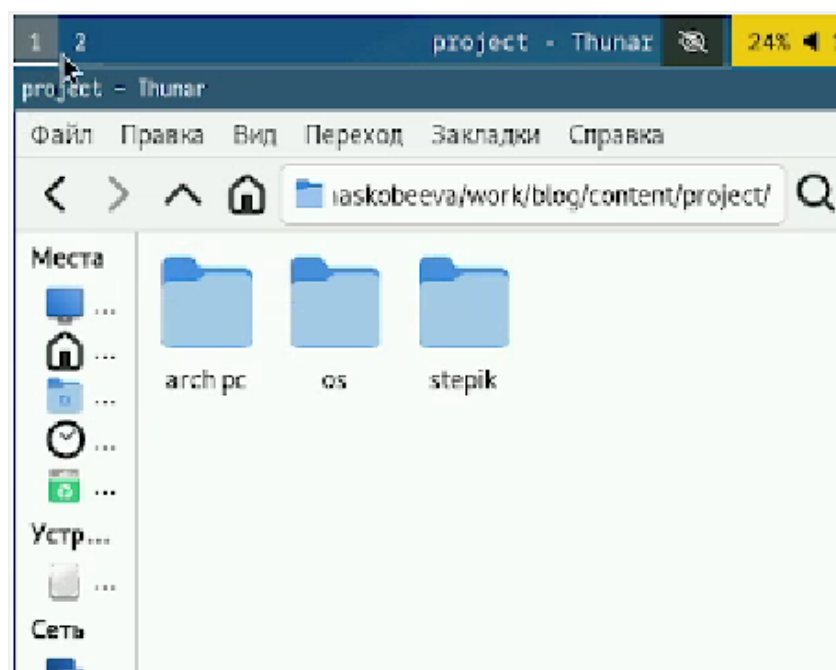 1 2 project - Thunar 24%
project - Thunar
Файл Правка Вид Переход Закладки Справка
askobeeva/work/blog/content/project/
Места
...
...
...
...
...
arch pc os stepik
Устр...
...
Сеть